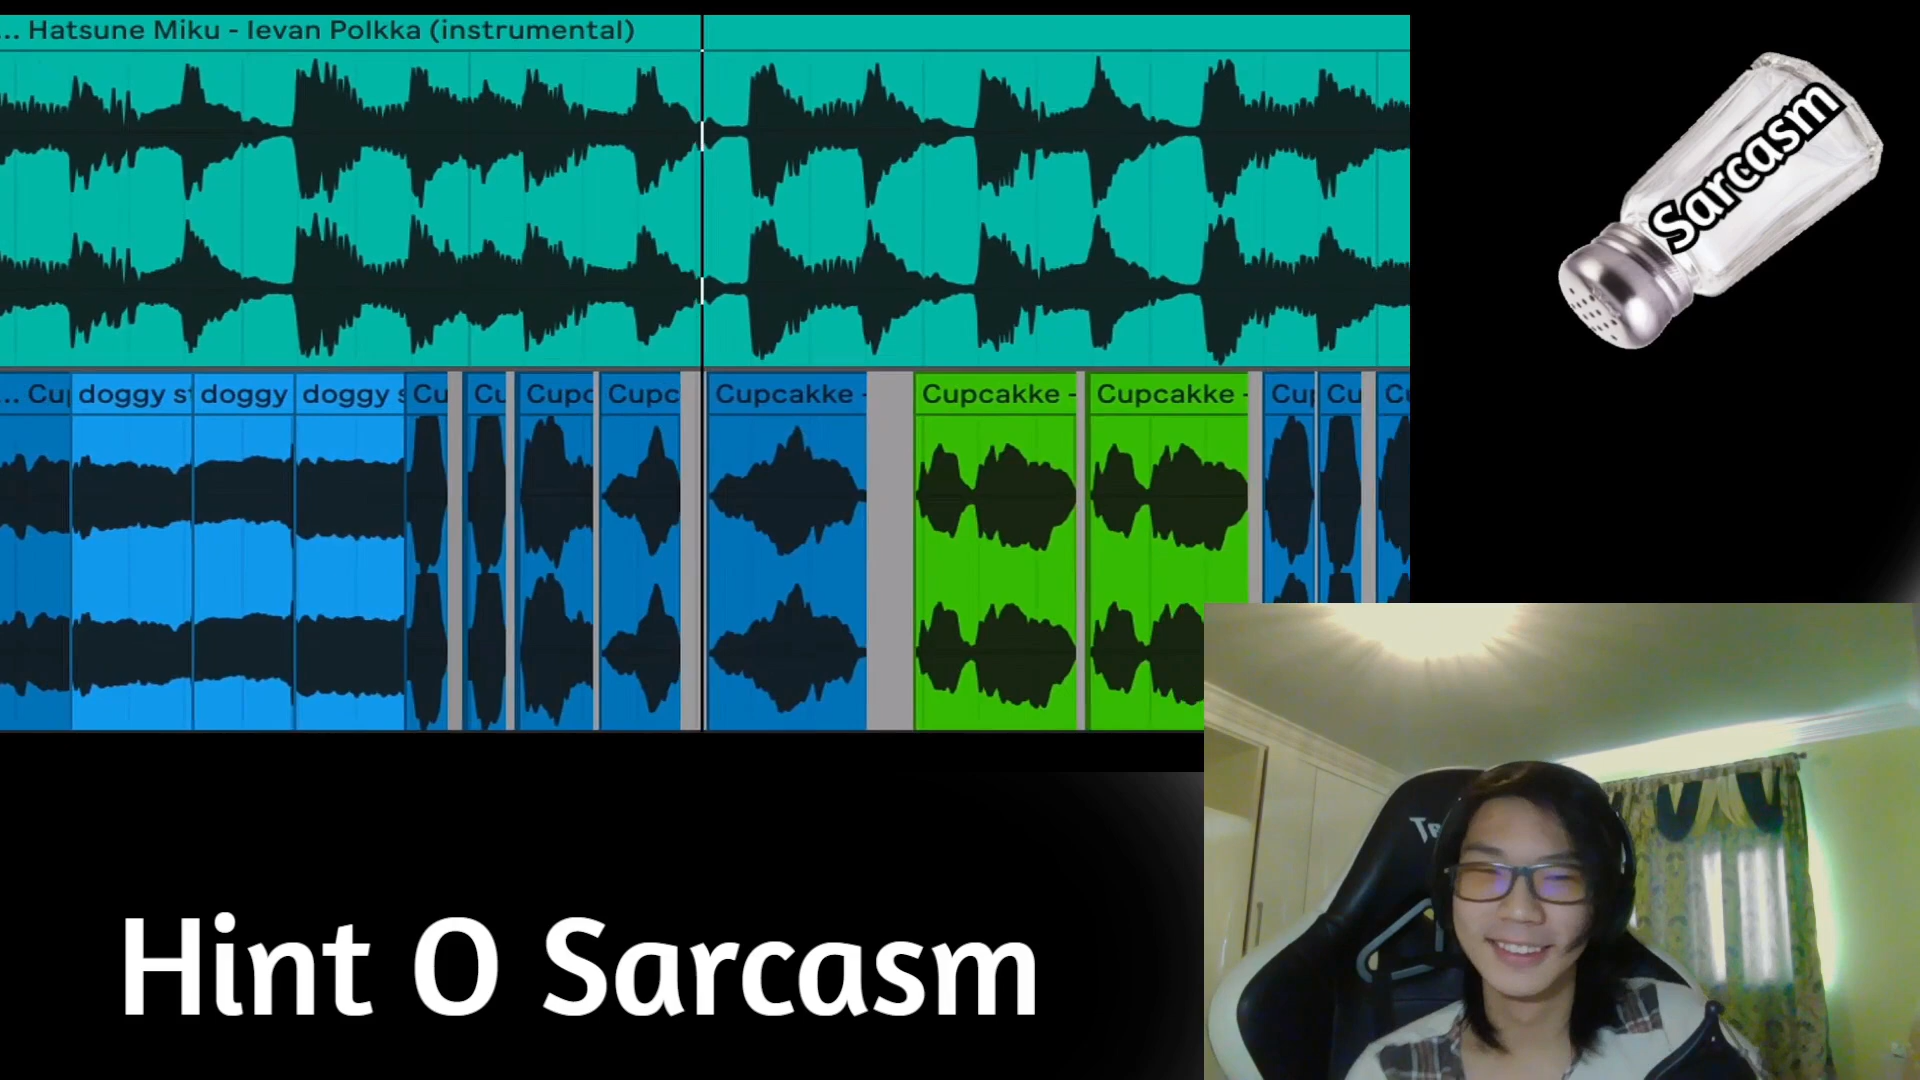 ... Hatsune Miku - Ievan Polkka (instrumental)
Sarcasm
... Cu doggy s doggy doggy s Cu Cu Cupc Cupc Cupcakke - Cupcakke - Cupcakke - Cu Cu C
Hint O Sarcasm